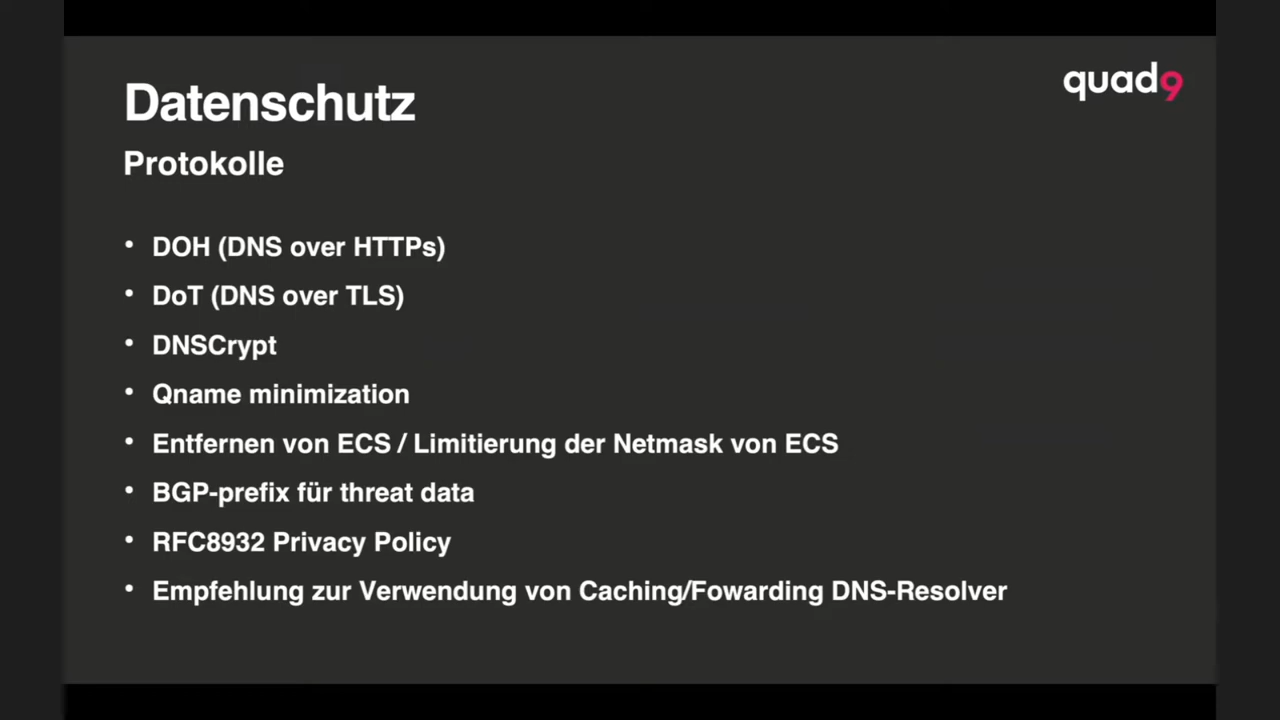 quad9
Datenschutz
Protokolle
• DOH (DNS over HTTPs)
• DoT (DNS over TLS)
• DNSCrypt
• Qname minimization
• Entfernen von ECS / Limitierung der Netmask von ECS
• BGP-prefix für threat data
• RFC8932 Privacy Policy
• Empfehlung zur Verwendung von Caching/Fowarding DNS-Resolver